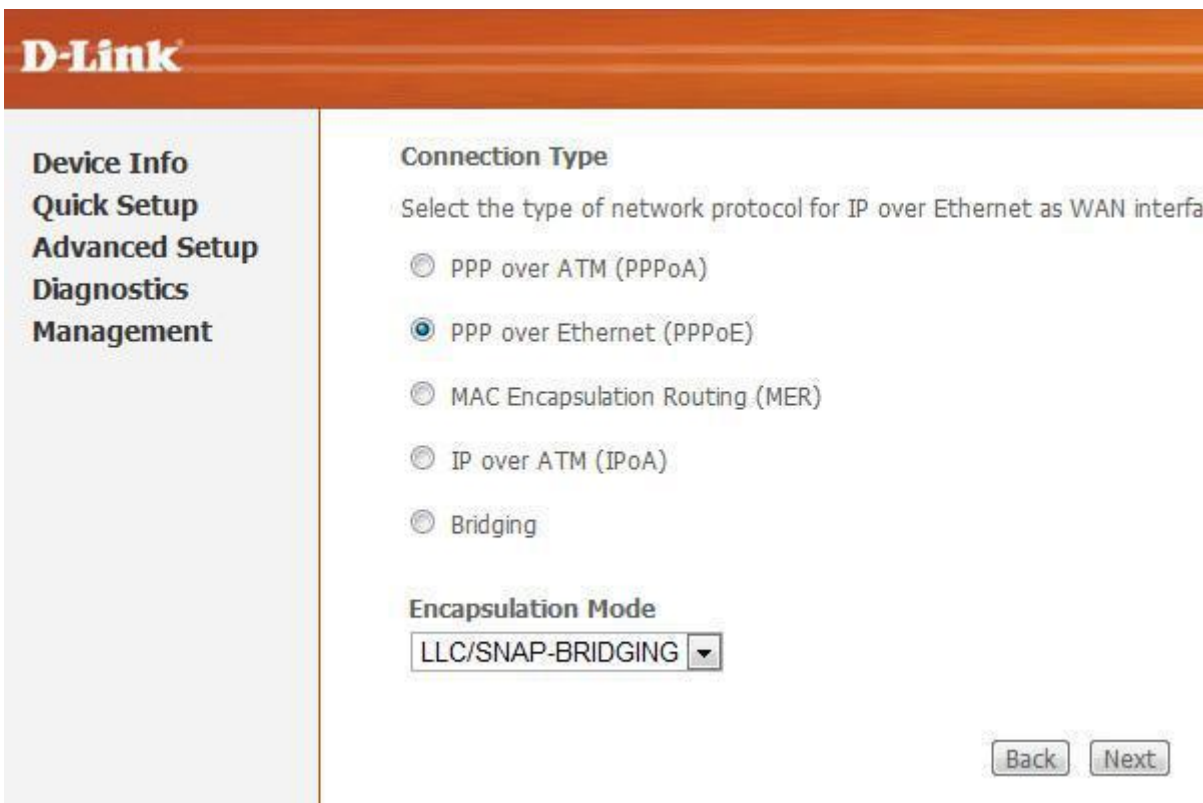 D-Link
Device Info
Quick Setup
Advanced Setup
Diagnostics
Management
Connection Type
Select the type of network protocol for IP over Ethernet as WAN interfa
PPP over ATM (PPPoA)
PPP over Ethernet (PPPoE)
MAC Encapsulation Routing (MER)
IP over ATM (IPoA)
Bridging
Encapsulation Mode
LLC/SNAP-BRIDGING
Back Next